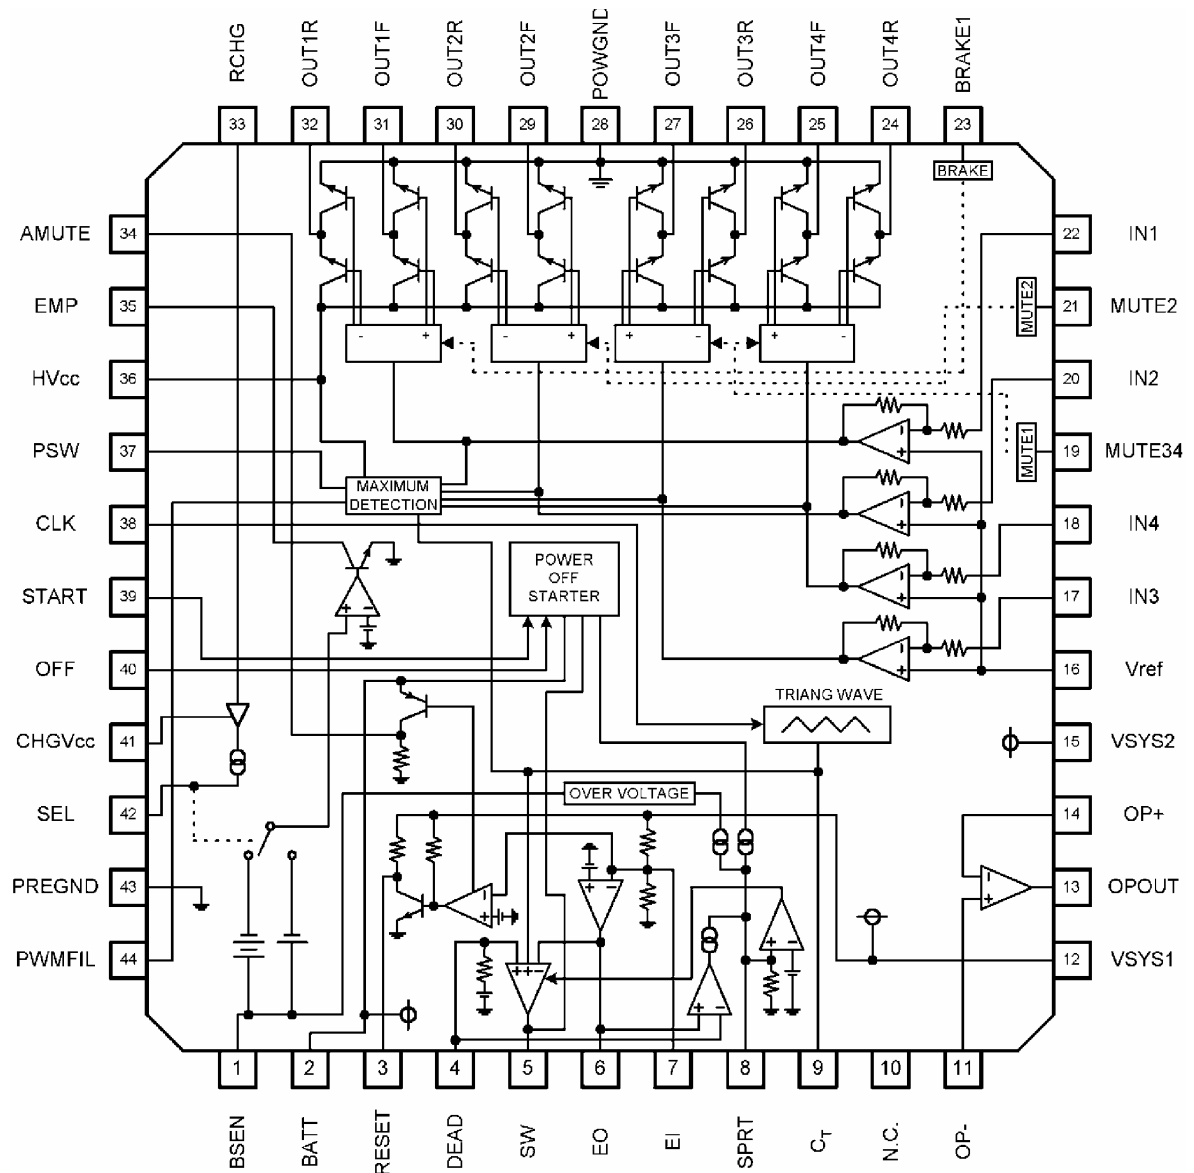 RCHG OUT1R OUT1F OUT2R OUT2F POWGND OUT3F OUT3R OUT4F OUT4R BRAKE1
33 32 31 30 29 28 27 26 25 24 23
BRAKE
AMUTE 34
22 IN1
EMP 35
MUTE2 21 MUTE2
- + - + + - + -
HVcc 36
20 IN2
PSW 37
MUTE1 19 MUTE34
MAXIMUM
DETECTION
CLK 38
18 IN4
POWER
OFF
STARTER
START 39
17 IN3
OFF 40
16 Vref
TRIANG WAVE
CHGVcc 41
15 VSYS2
OVER VOLTAGE
SEL 42
14 OP+
PREGND 43
13 OPOUT
PWMFIL 44
12 VSYS1
1 2 3 4 5 6 7 8 9 10 11
BSEN BATT RESET DEAD SW EO EI SPRT CT N.C. OP-